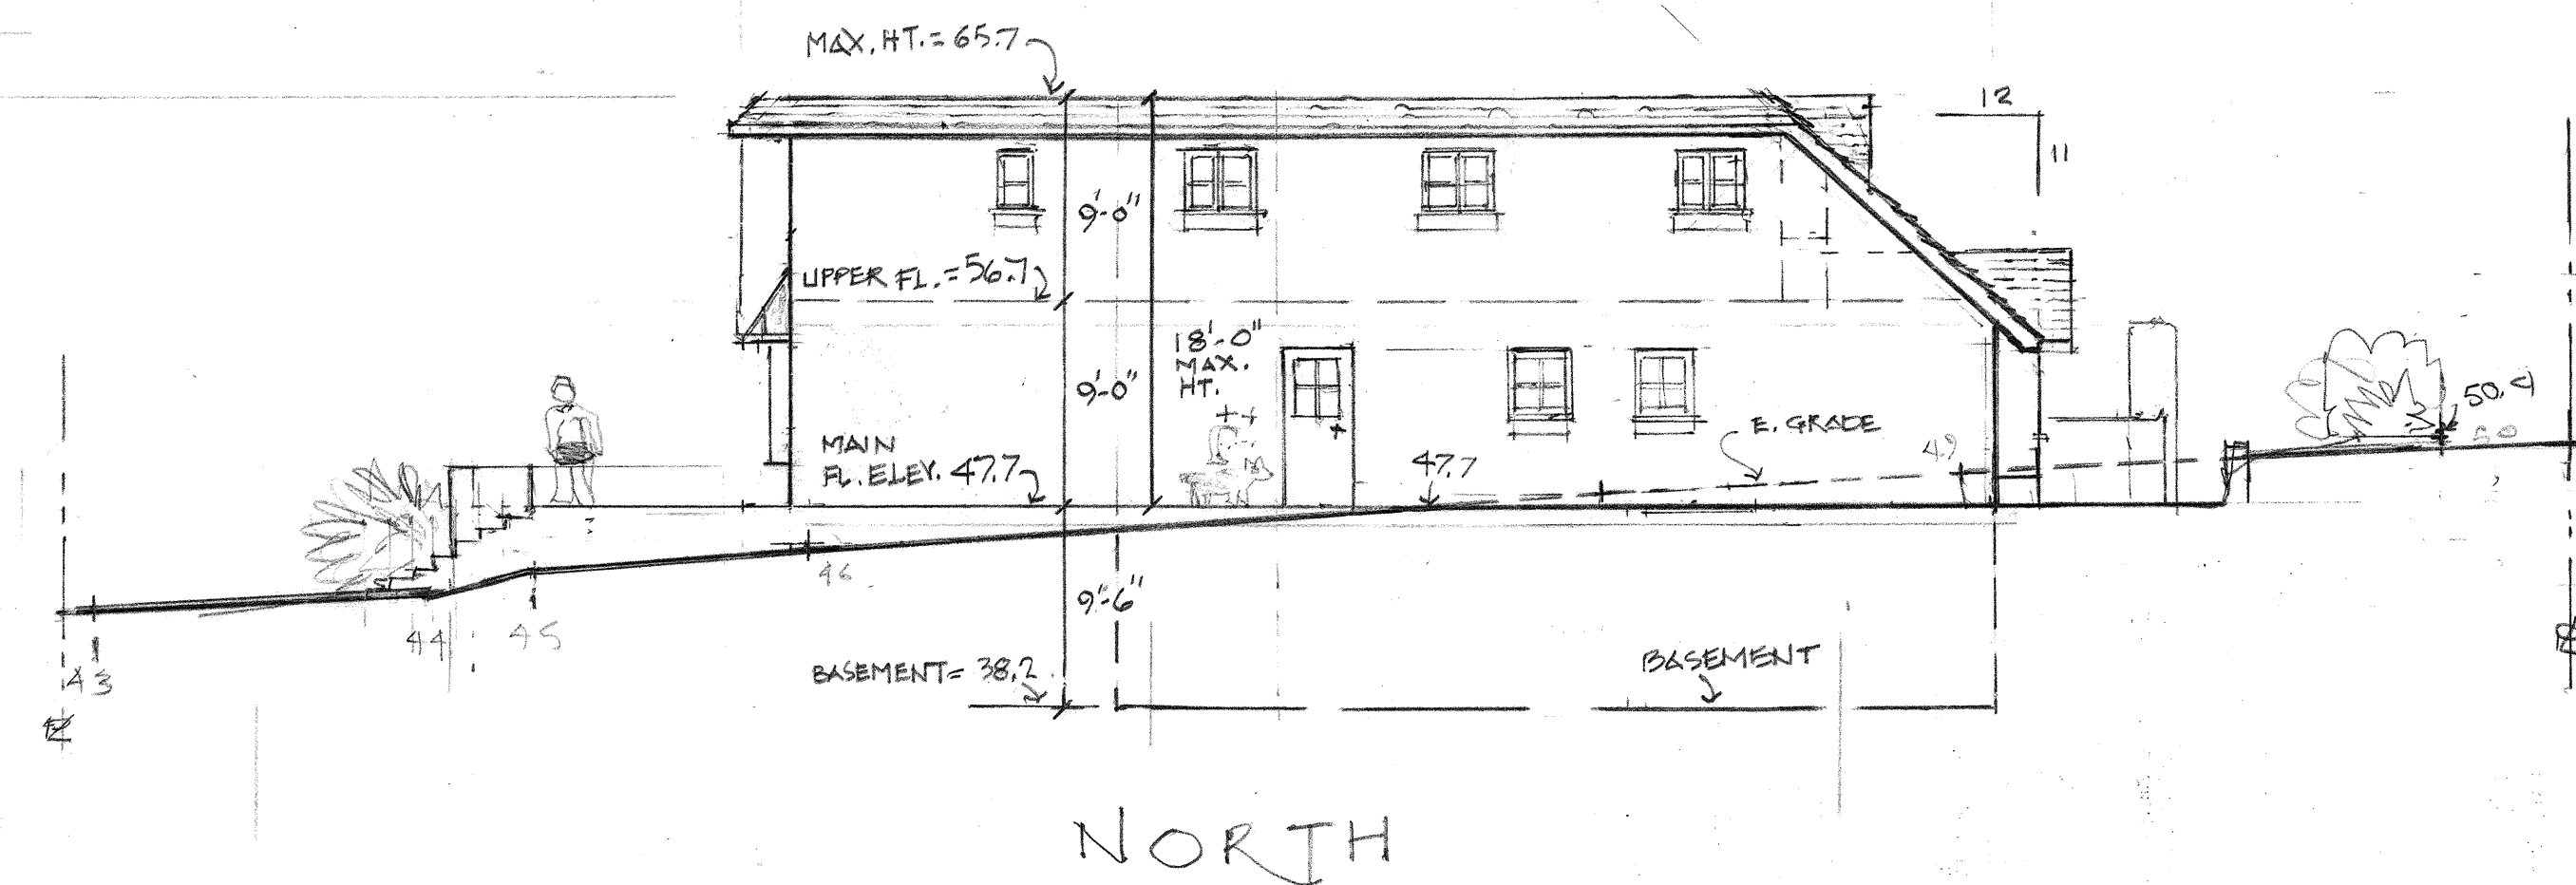 MAX. HT. = 65.7
12
11
9'-0"
UPPER FL. = 56.7
18'-0"
MAX.
HT.
9'-0"
50.4
50
E. GRADE
49
MAIN
FL. ELEV. 47.7
47.7
46
9'-6"
44
45
43
BASEMENT = 38.2
BASEMENT
NORTH